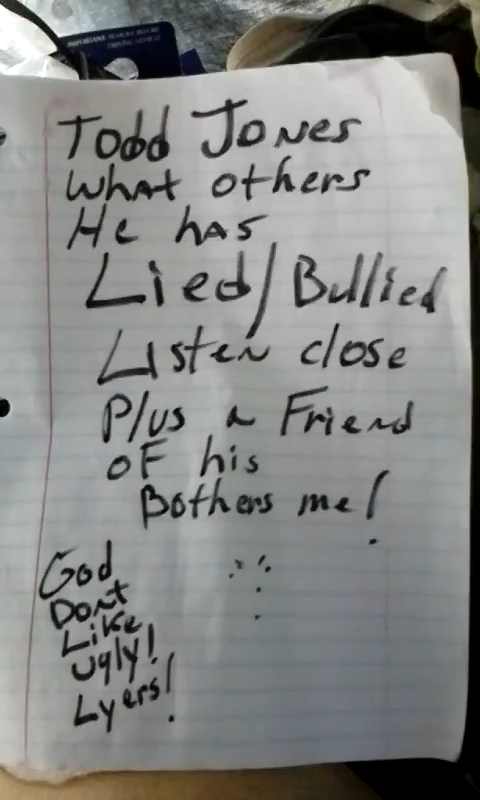 Todd Jones
What others
He has
Lied/Bullied
Listen close
Plus a Friend
of his
Bothers me!
God
Dont
Like
Ugly!
Lyers!